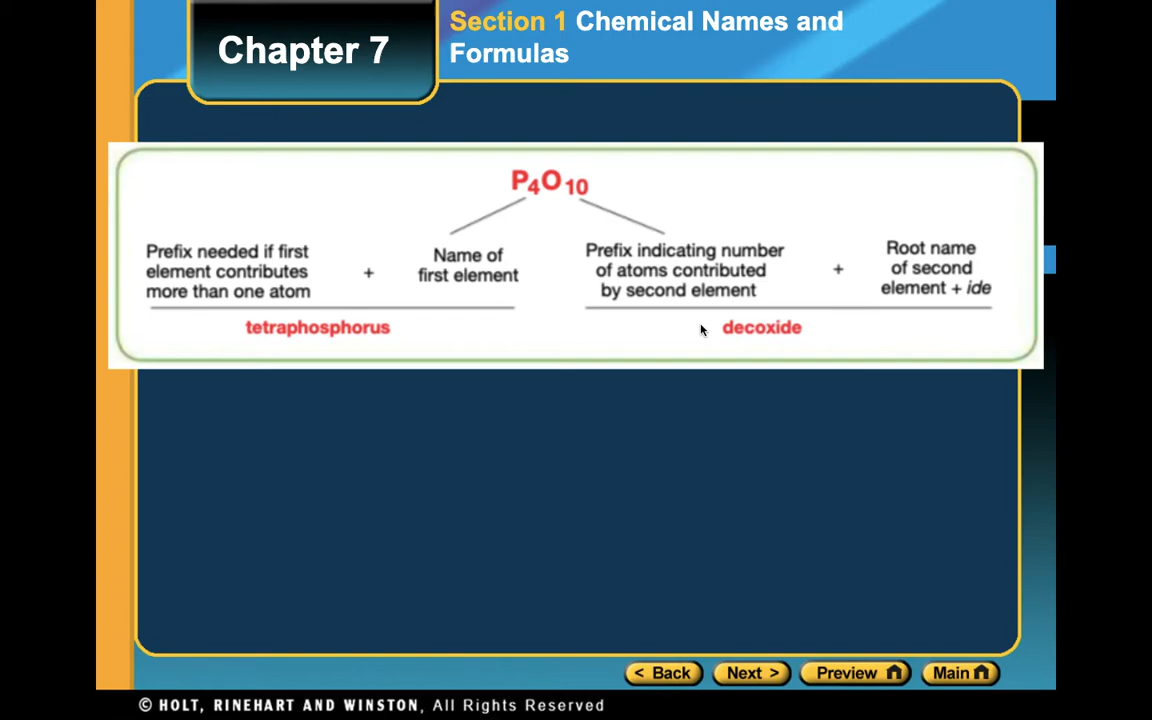 Chapter 7
Section 1 Chemical Names and
Formulas
P₄O₁₀
Prefix needed if first
element contributes
more than one atom
+
Name of
first element
tetraphosphorus
Prefix indicating number
of atoms contributed
by second element
+
Root name
of second
element + ide
decoxide
< Back
Next >
Preview
Main
© HOLT, RINEHART AND WINSTON, All Rights Reserved